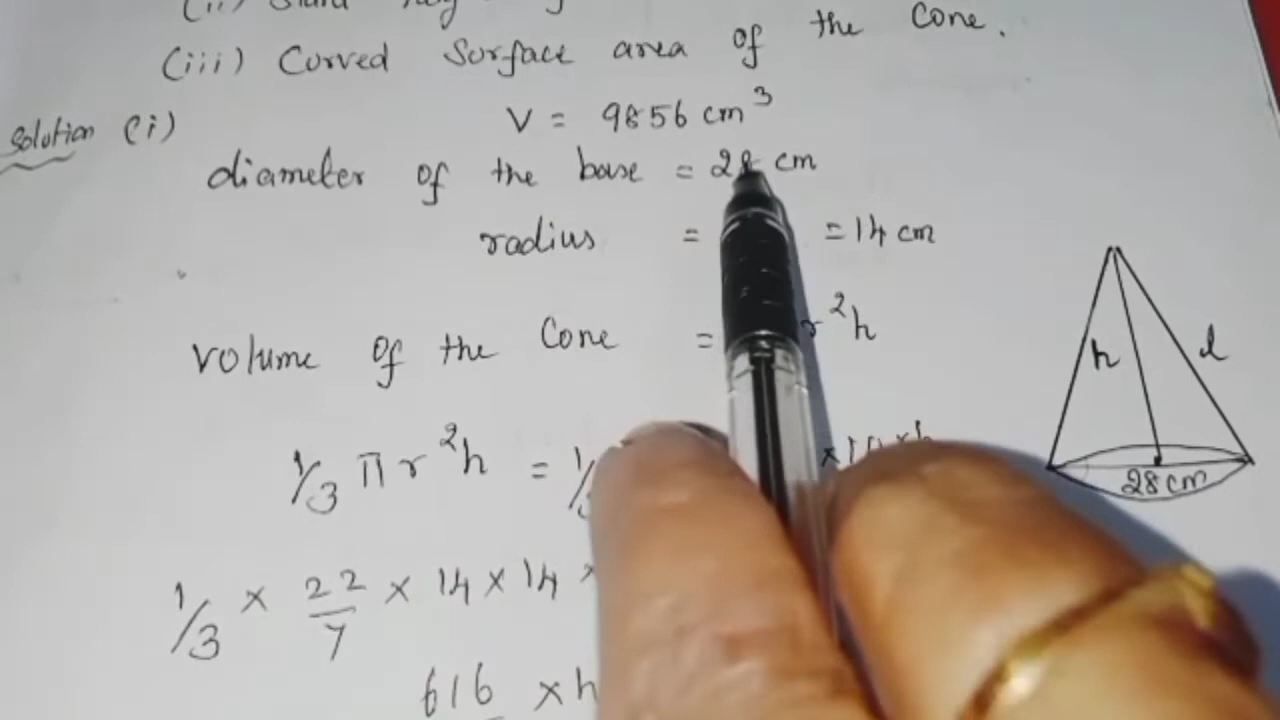 (iii) Curved Surface area of the Cone.
Solution (i) V = 9856 cm³
diameter of the base = 28 cm
radius = = 14 cm
Volume of the Cone = r²h
1/3 πr²h = 1/3
1/3 × 22/7 × 14 × 14 ×
616 × h
h l
28 cm